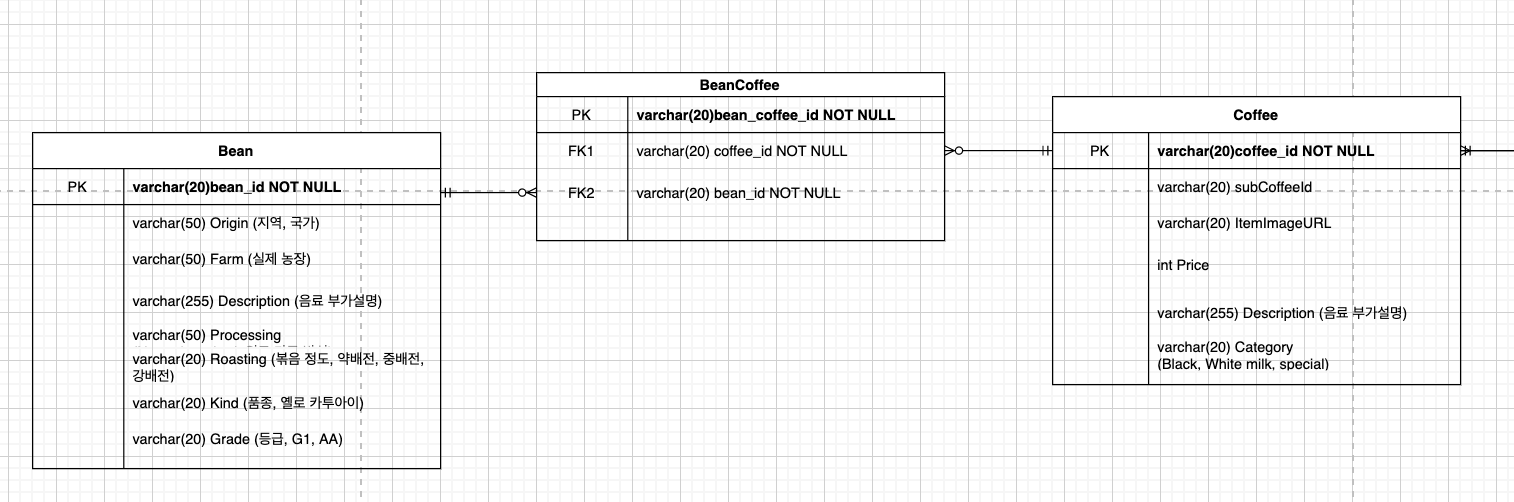 Bean
PK
varchar(20)bean_id NOT NULL
varchar(50) Origin (지역, 국가)
varchar(50) Farm (실제 농장)
varchar(255) Description (음료 부가설명)
varchar(50) Processing
varchar(20) Roasting (볶음 정도, 약배전, 중배전,
강배전)
varchar(20) Kind (품종, 옐로 카투아이)
varchar(20) Grade (등급, G1, AA)
BeanCoffee
PK
varchar(20)bean_coffee_id NOT NULL
FK1
varchar(20) coffee_id NOT NULL
FK2
varchar(20) bean_id NOT NULL
Coffee
PK
varchar(20)coffee_id NOT NULL
varchar(20) subCoffeeId
varchar(20) ItemImageURL
int Price
varchar(255) Description (음료 부가설명)
varchar(20) Category
(Black, White milk, special)